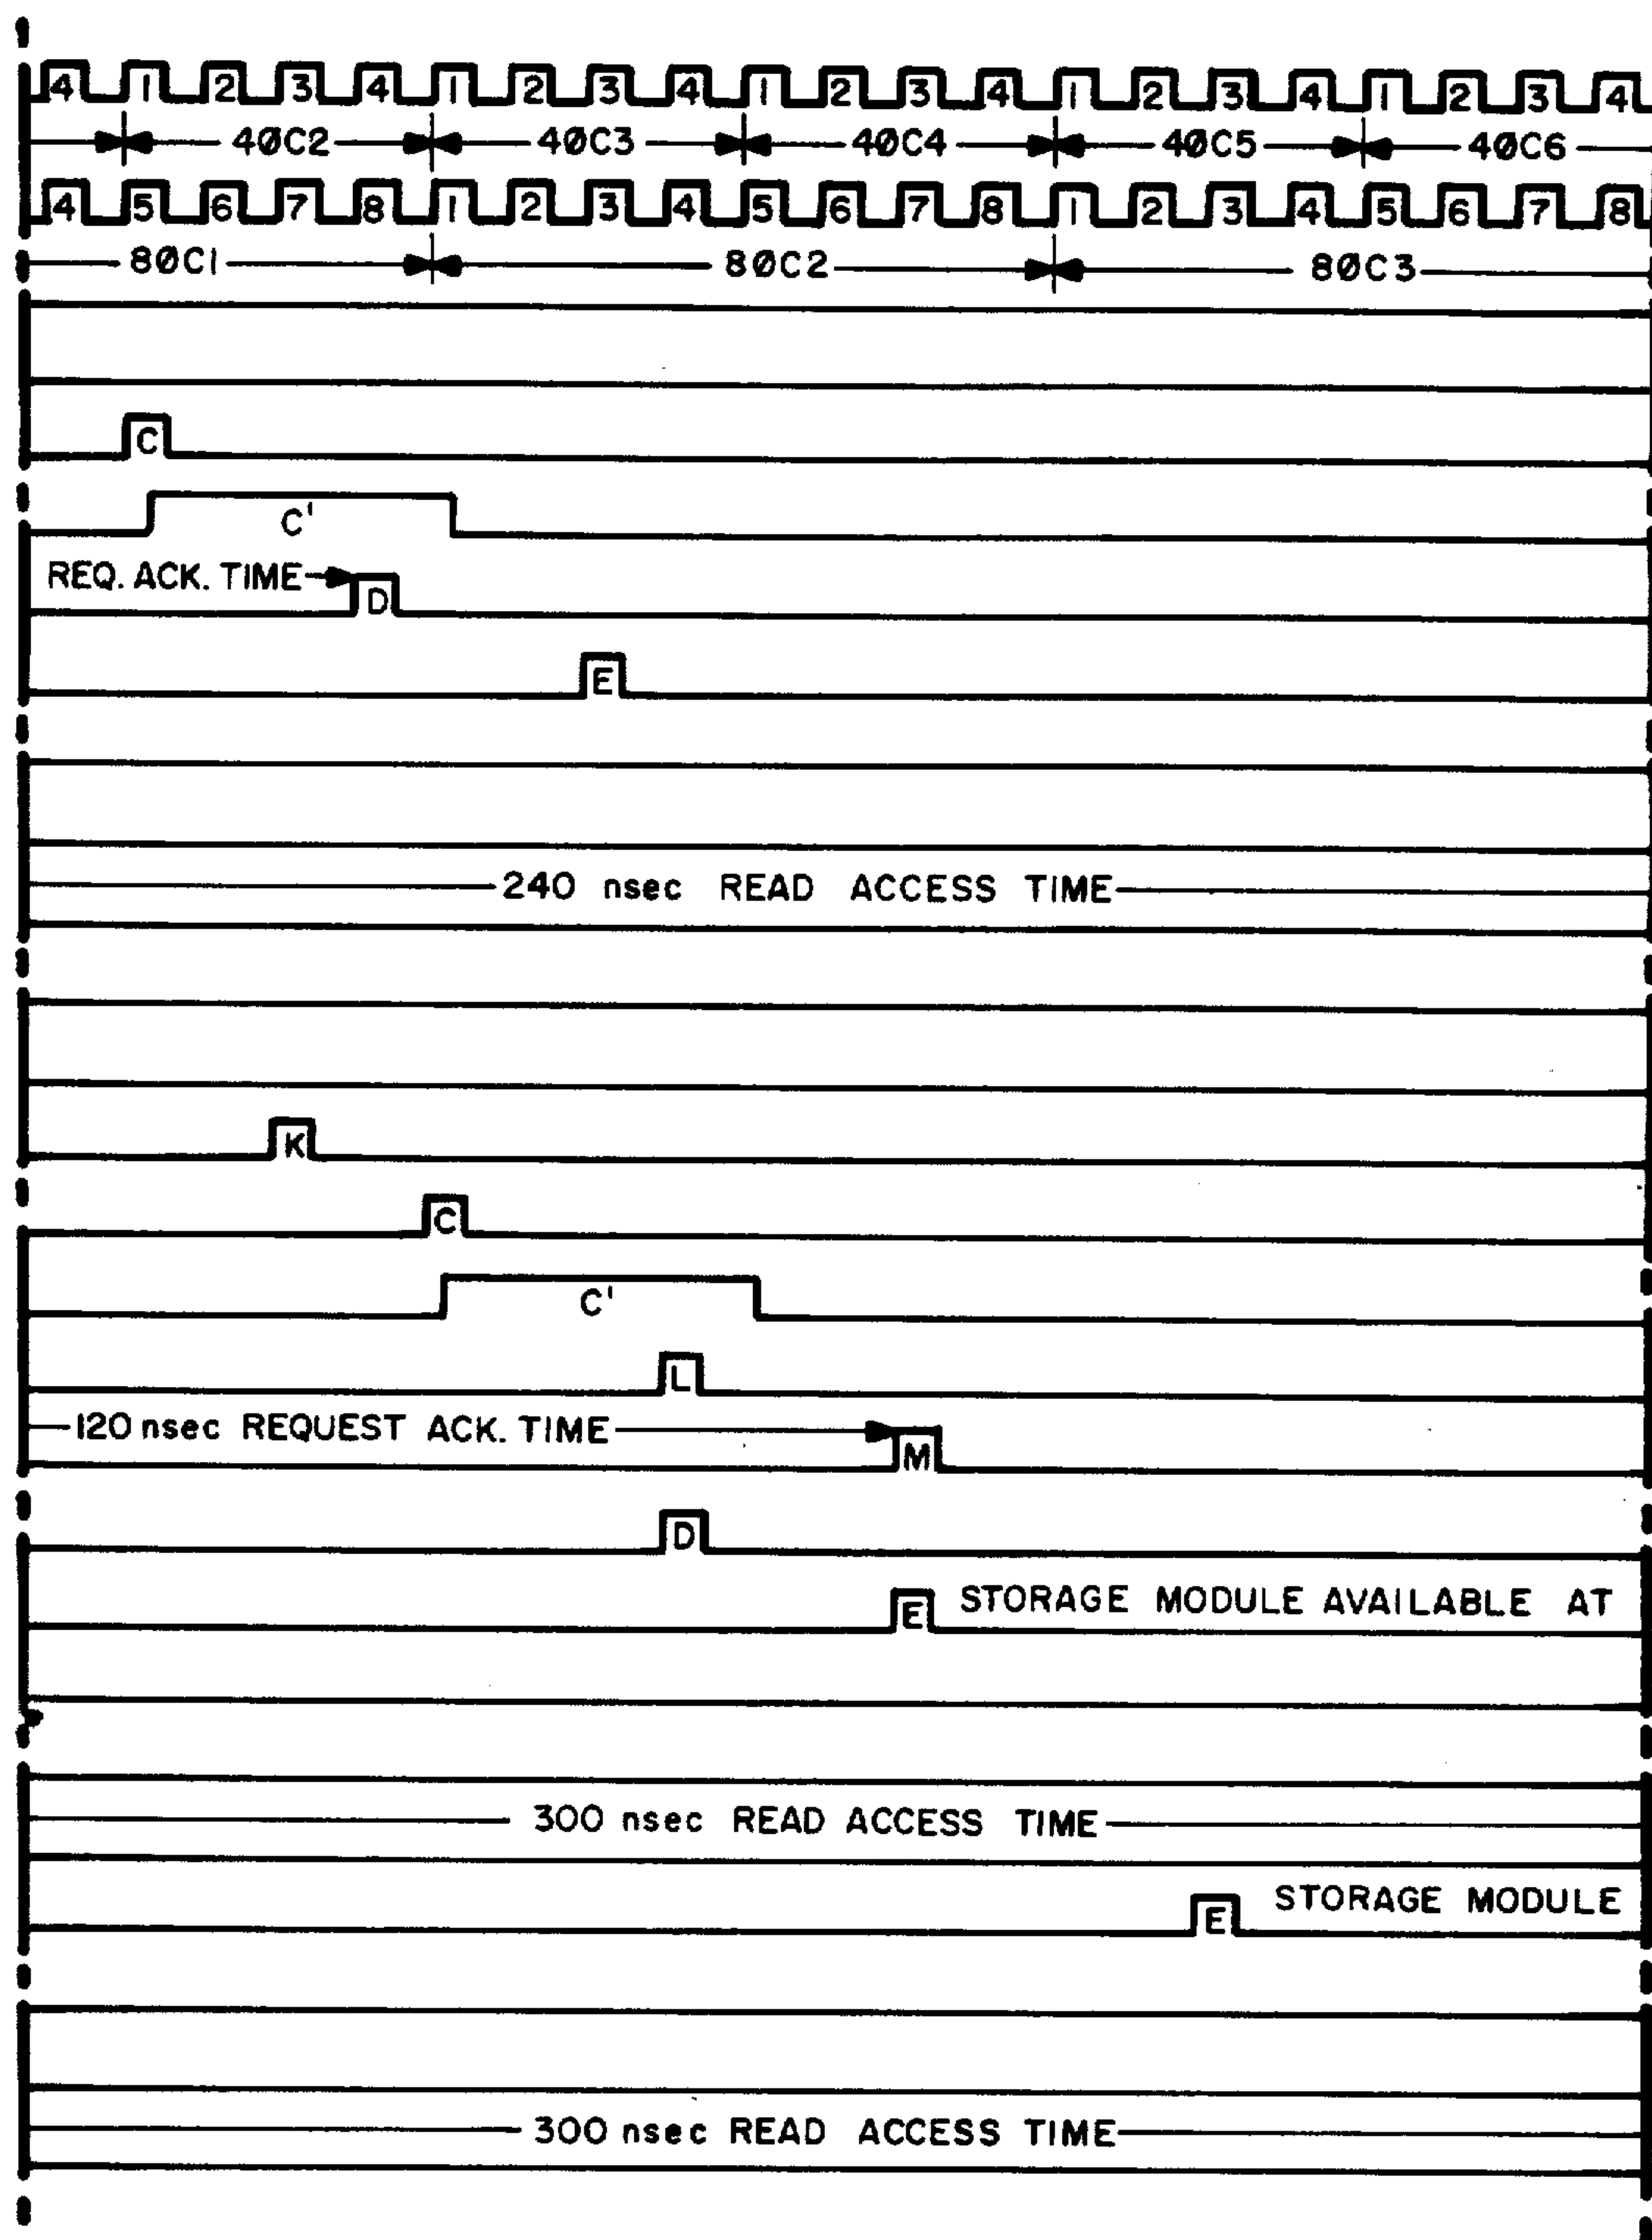 4 1 2 3 4 1 2 3 4 1 2 3 4 1 2 3 4 1 2 3 4
40C2 40C3 40C4 40C5 40C6
4 5 6 7 8 1 2 3 4 5 6 7 8 1 2 3 4 5 6 7 8
80C1 80C2 80C3
C
C'
REQ. ACK. TIME
D
E
240 nsec READ ACCESS TIME
K
C
C'
L
120 nsec REQUEST ACK. TIME
M
D
E STORAGE MODULE AVAILABLE AT
300 nsec READ ACCESS TIME
E STORAGE MODULE
300 nsec READ ACCESS TIME